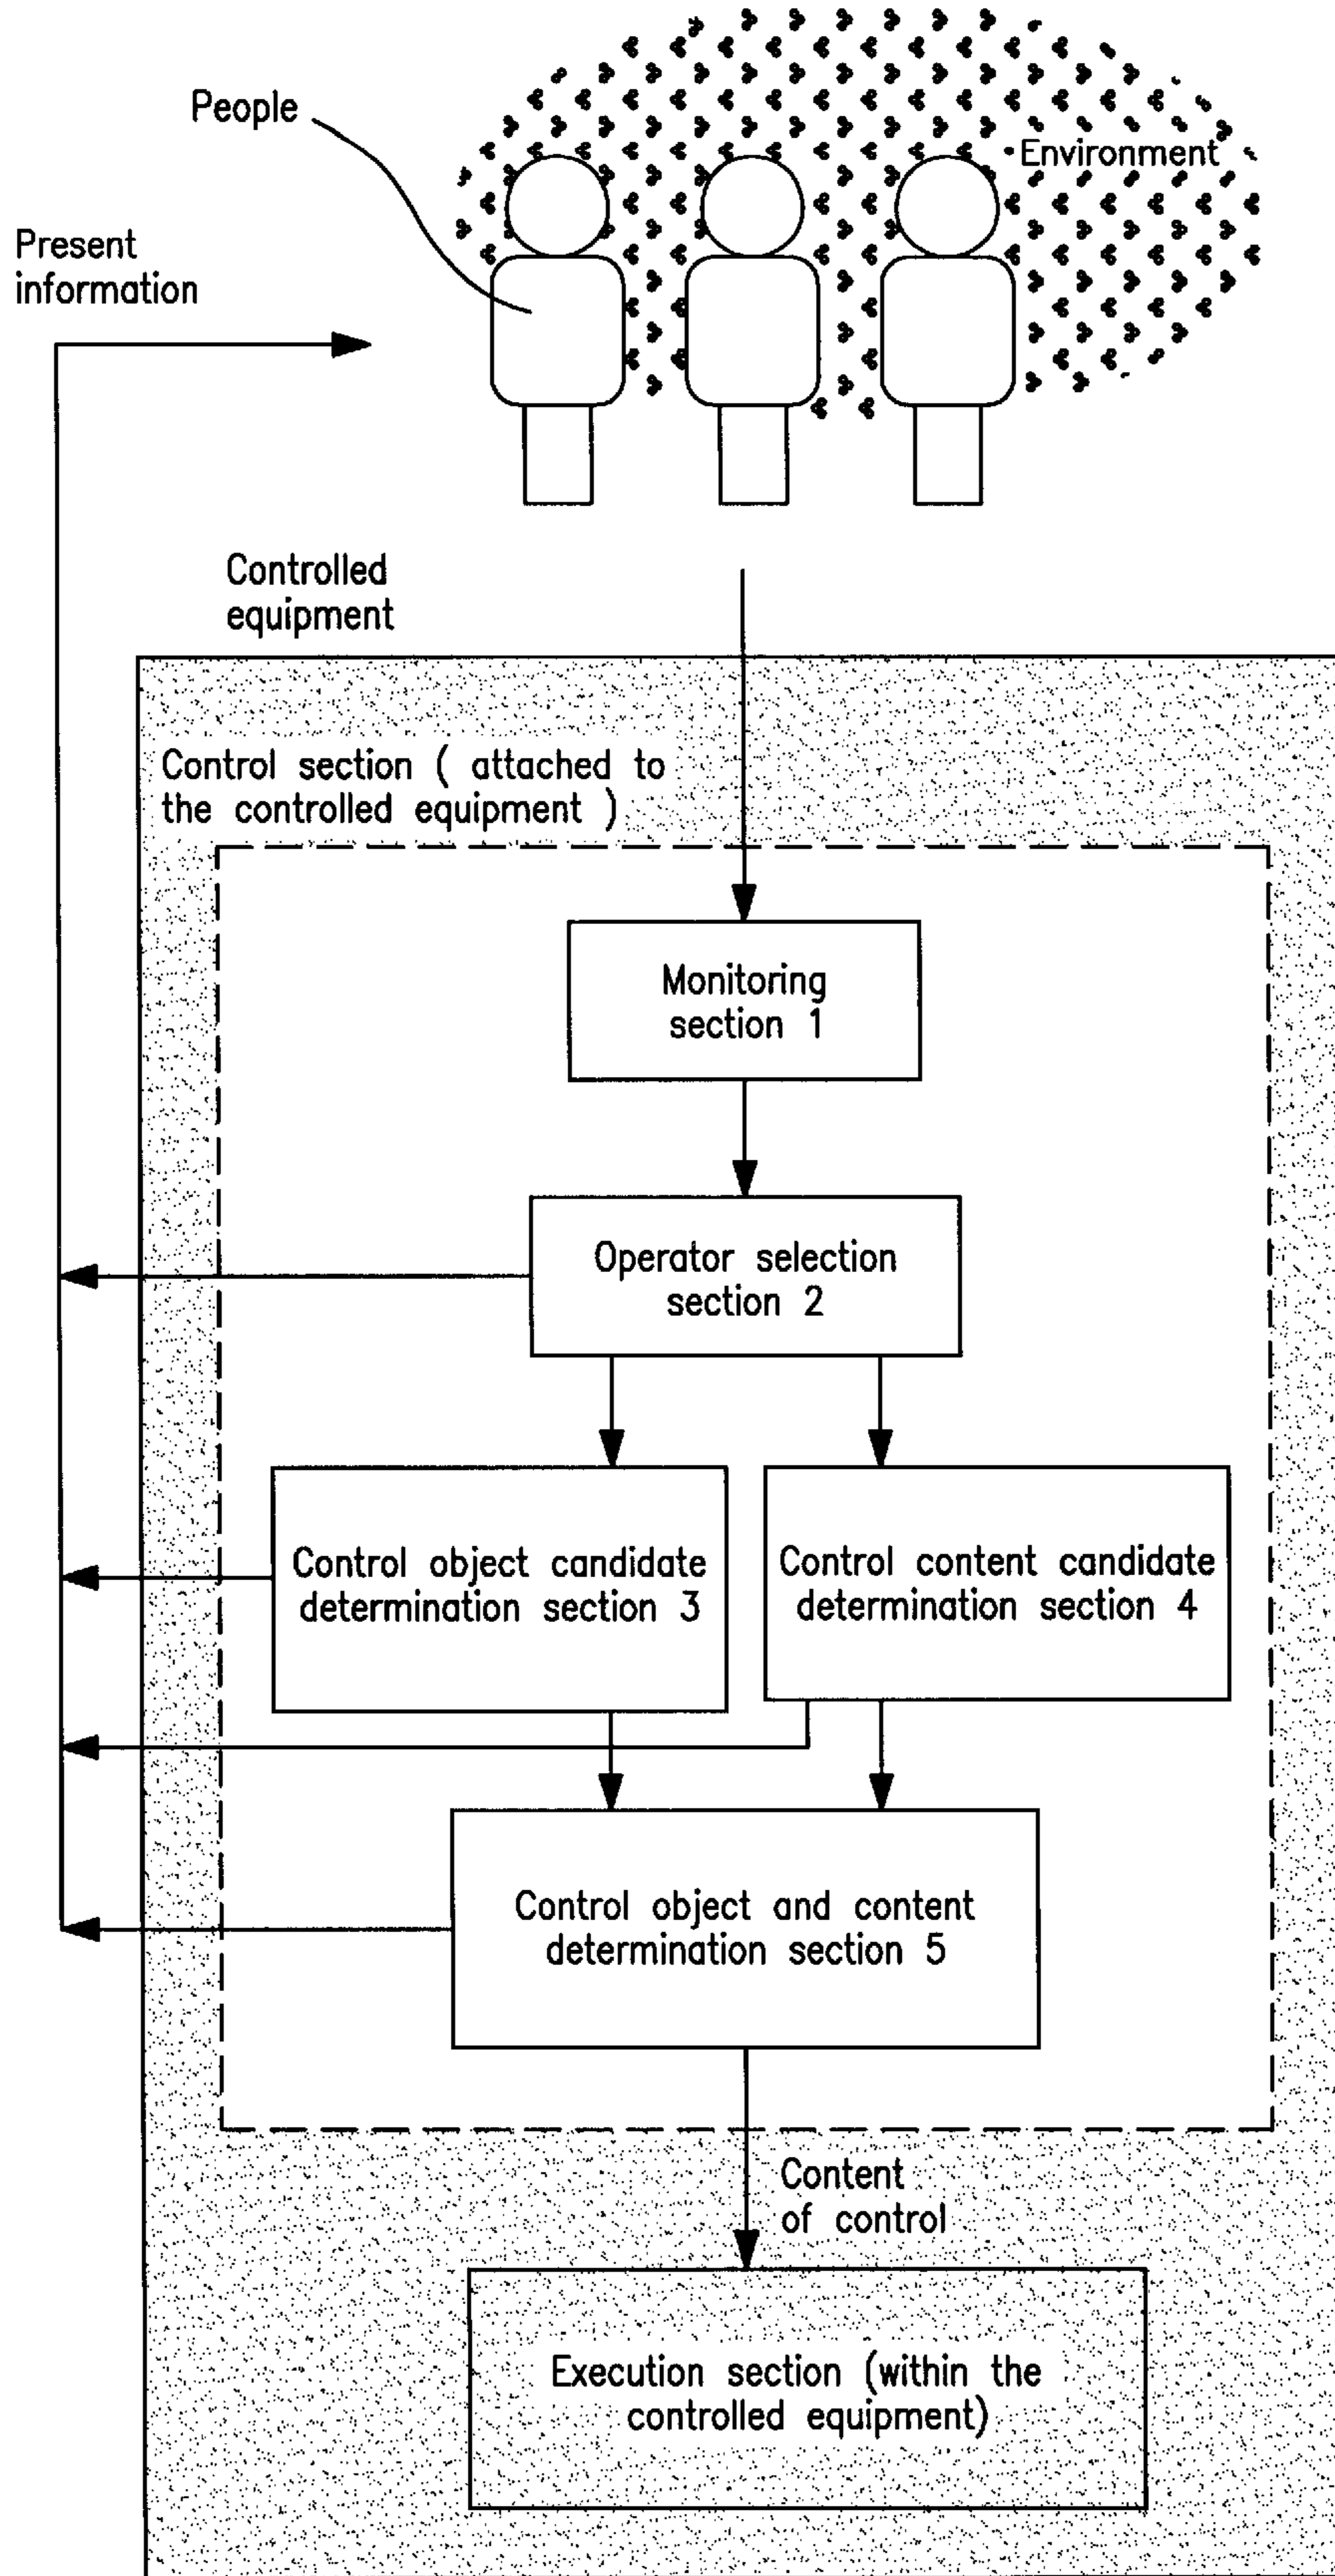 People
Environment
Present
information
Controlled
equipment
Control section ( attached to
the controlled equipment )
Monitoring
section 1
Operator selection
section 2
Control object candidate
determination section 3
Control content candidate
determination section 4
Control object and content
determination section 5
Content
of control
Execution section (within the
controlled equipment)